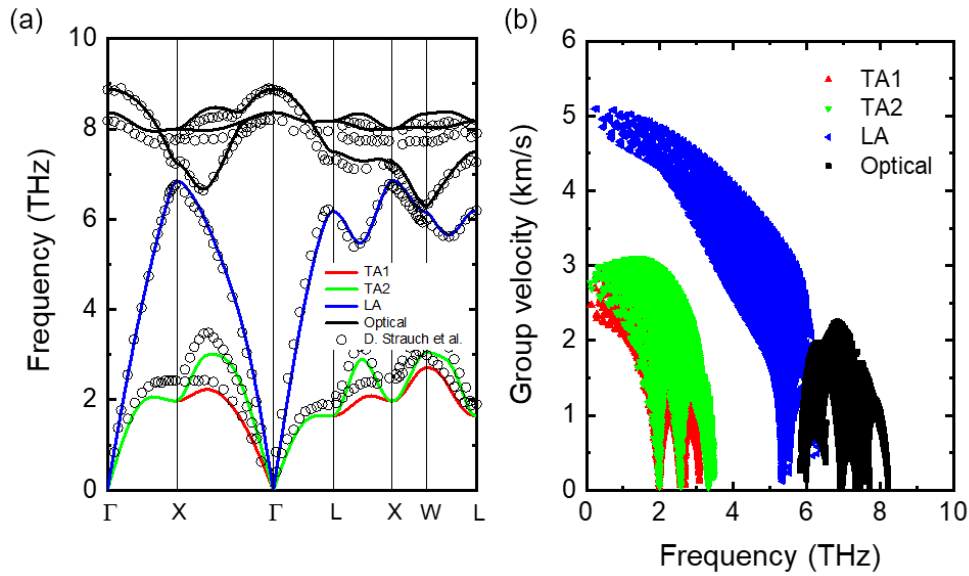 (a)
10
8
6
4
2
0
Frequency (THz)
TA1
TA2
LA
Optical
D. Strauch et al.
Γ X Γ L X W L
(b)
6
5
4
3
2
1
0
Group velocity (km/s)
TA1
TA2
LA
Optical
0 2 4 6 8 10
Frequency (THz)